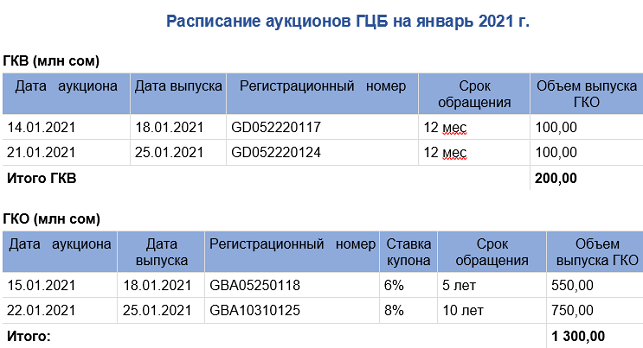 Расписание аукционов ГЦБ на январь 2021 г.
ГКВ (млн сом)
Дата аукциона Дата выпуска Регистрационный номер Срок обращения Объем выпуска ГКО
14.01.2021 18.01.2021 GD052220117 12 мес 100,00
21.01.2021 25.01.2021 GD052220124 12 мес 100,00
Итого ГКВ 200,00
ГКО (млн сом)
Дата аукциона Дата выпуска Регистрационный номер Ставка купона Срок обращения Объем выпуска ГКО
15.01.2021 18.01.2021 GBA05250118 6% 5 лет 550,00
22.01.2021 25.01.2021 GBA10310125 8% 10 лет 750,00
Итого: 1 300,00